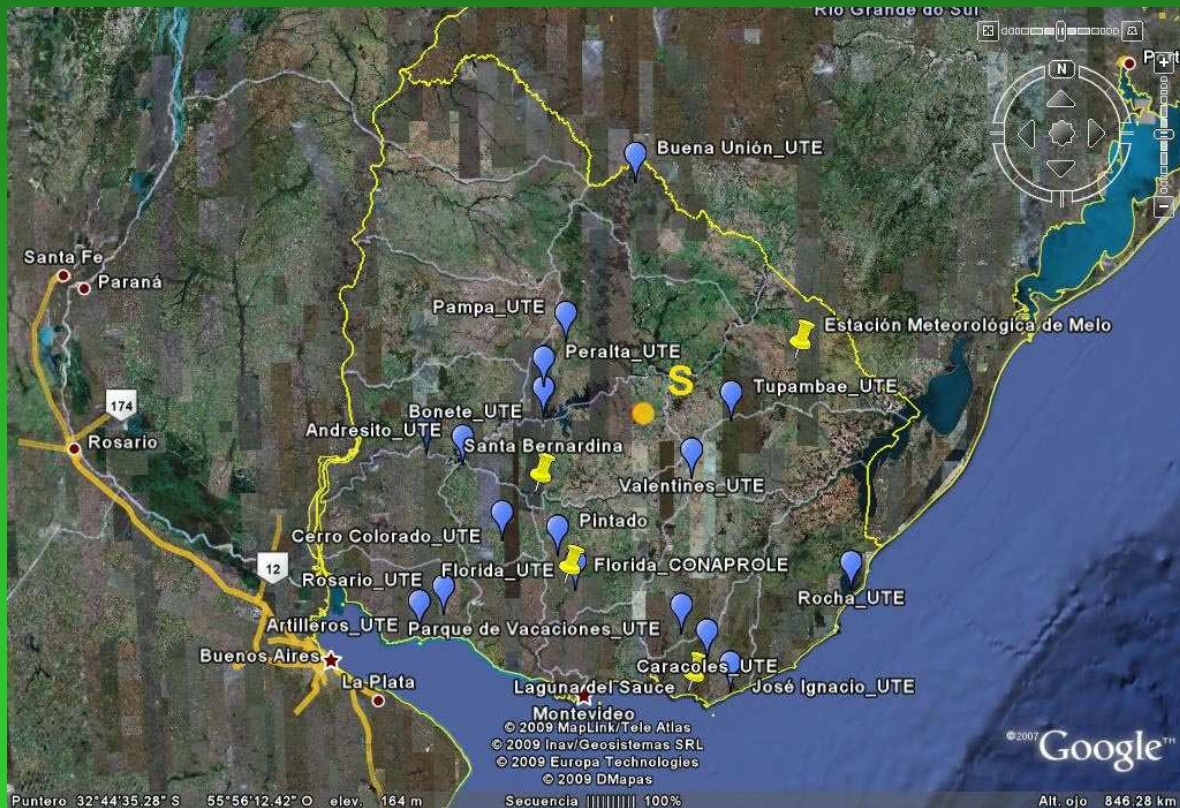 Rio Grande do Sul
N
Port
Buena Unión_UTE
Santa Fe
Paraná
Pampa_UTE
Estación Meteorológica de Melo
Peralta_UTE
S
Tupambae_UTE
174
Bonete_UTE
Andresito_UTE
Rosario
Santa Bernardina
Valentines_UTE
Pintado
Cerro Colorado_UTE
12
Florida_UTE
Florida_CONAPROLE
Rosario_UTE
Rocha_UTE
Artilleros_UTE
Parque de Vacaciones_UTE
Buenos Aires
Caracoles_UTE
La Plata
Laguna del Sauce
José Ignacio_UTE
Montevideo
© 2009 MapLink/Tele Atlas
© 2009 Inav/Geosistemas SRL
© 2009 Europa Technologies
© 2009 DMapas
©2007 Google™
Puntero 32°44'35.28" S 55°56'12.42" O elev. 164 m Secuencia |||||||||| 100% Alt. ojo 846.28 km